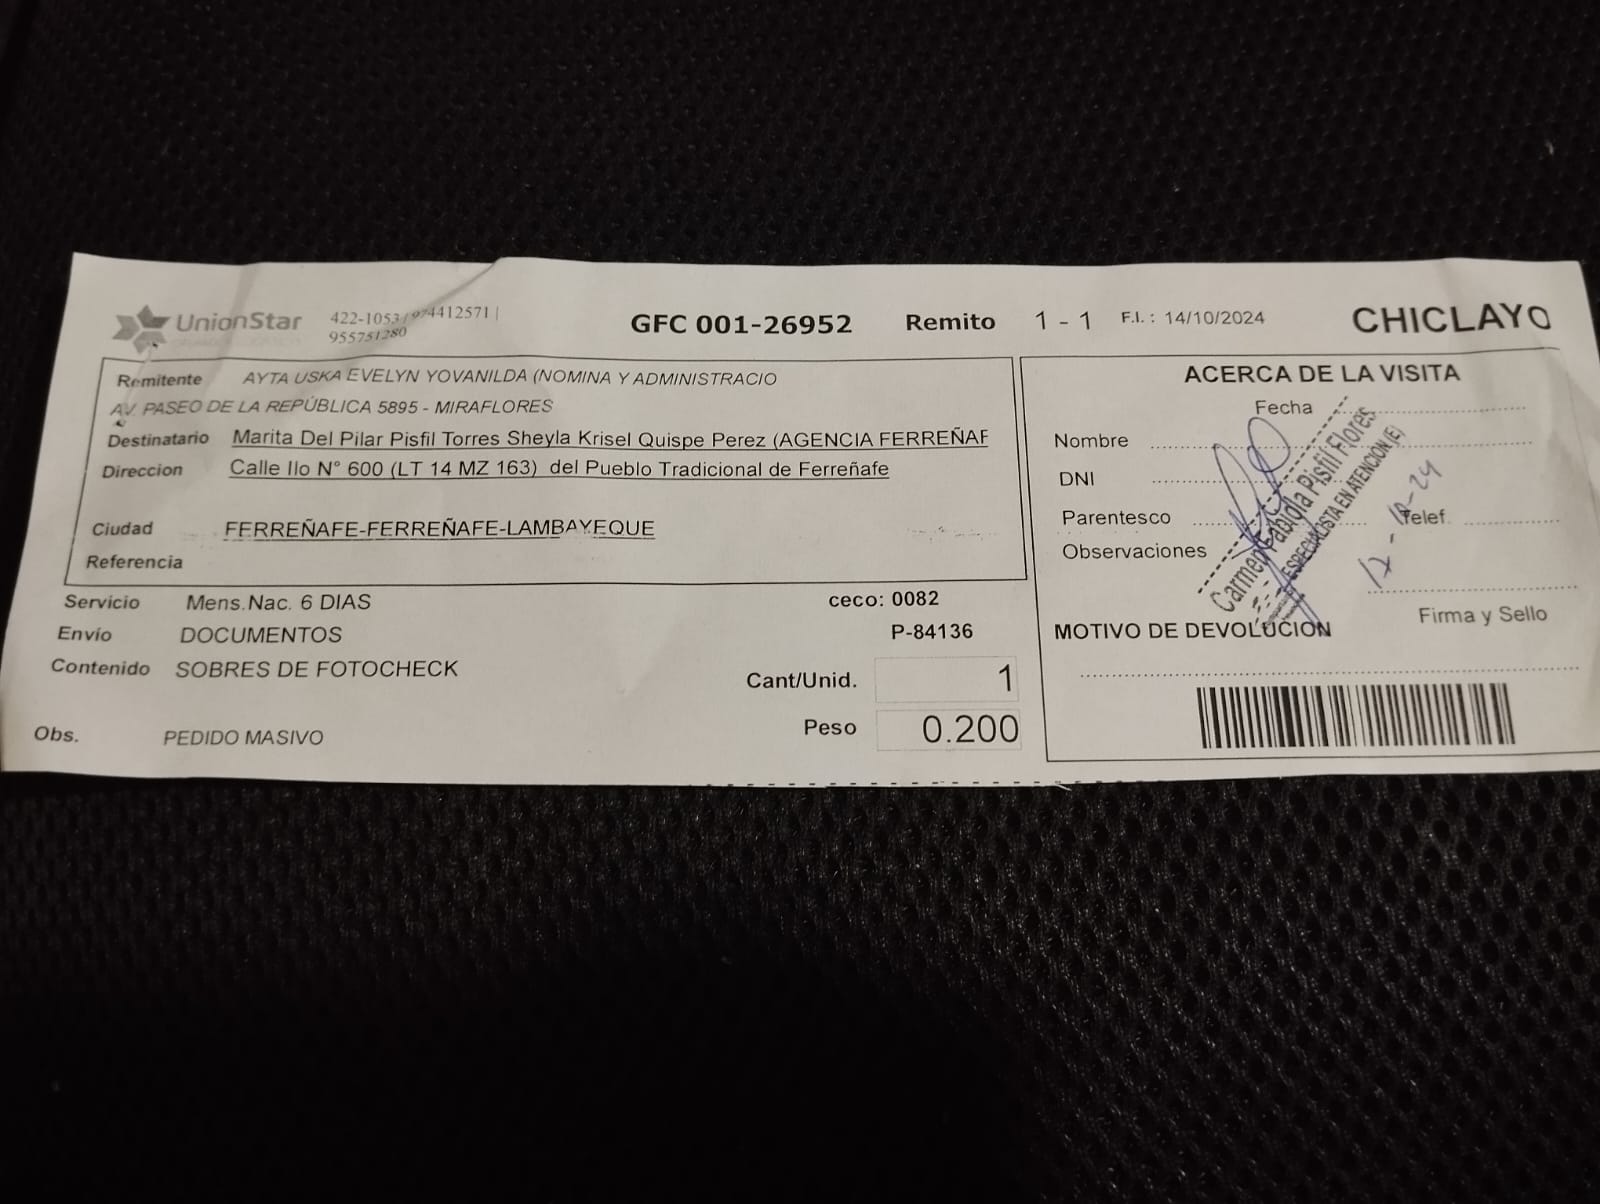 UnionStar
422-1053 / 974412571 |
955751280
GFC 001-26952
Remito 1 - 1
F.I. : 14/10/2024
CHICLAYO
Remitente AYTA USKA EVELYN YOVANILDA (NOMINA Y ADMINISTRACIO
AV. PASEO DE LA REPÚBLICA 5895 - MIRAFLORES
Destinatario Marita Del Pilar Pisfil Torres Sheyla Krisel Quispe Perez (AGENCIA FERREÑAF
Direccion Calle Ilo N° 600 (LT 14 MZ 163) del Pueblo Tradicional de Ferreñafe
Ciudad FERREÑAFE-FERREÑAFE-LAMBAYEQUE
Referencia
Servicio Mens.Nac. 6 DIAS
ceco: 0082
Envío DOCUMENTOS
P-84136
Contenido SOBRES DE FOTOCHECK
Cant/Unid. 1
Peso 0.200
Obs. PEDIDO MASIVO
ACERCA DE LA VISITA
Fecha
Nombre
DNI
Parentesco
Telef.
Observaciones
Carmen Fabiola Pisfil Flores
ESPECIALISTA EN ATENCION (E)
Firma y Sello
MOTIVO DE DEVOLUCION